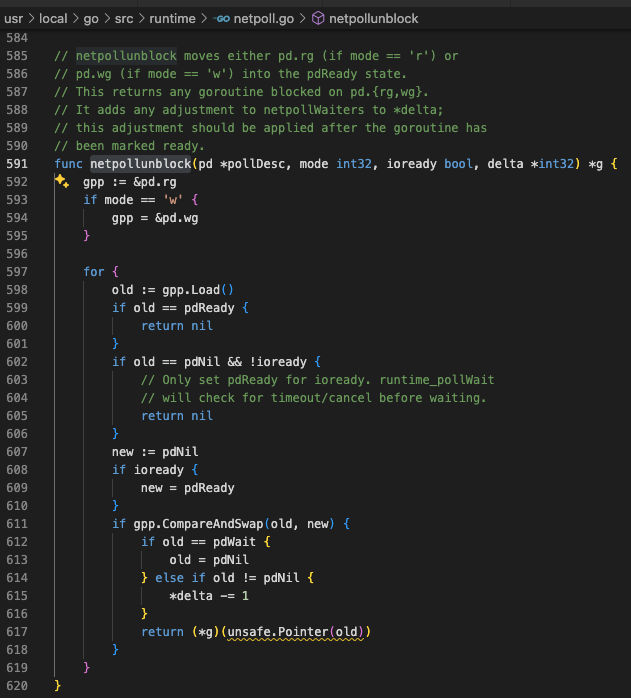 usr > local > go > src > runtime > netpoll.go > netpollunblock
584
585 // netpollunblock moves either pd.rg (if mode == 'r') or
586 // pd.wg (if mode == 'w') into the pdReady state.
587 // This returns any goroutine blocked on pd.{rg,wg}.
588 // It adds any adjustment to netpollWaiters to *delta;
589 // this adjustment should be applied after the goroutine has
590 // been marked ready.
591 func netpollunblock(pd *pollDesc, mode int32, ioready bool, delta *int32) *g {
592     gpp := &pd.rg
593     if mode == 'w' {
594         gpp = &pd.wg
595     }
596
597     for {
598         old := gpp.Load()
599         if old == pdReady {
600             return nil
601         }
602         if old == pdNil && !ioready {
603             // Only set pdReady for ioready. runtime_pollWait
604             // will check for timeout/cancel before waiting.
605             return nil
606         }
607         new := pdNil
608         if ioready {
609             new = pdReady
610         }
611         if gpp.CompareAndSwap(old, new) {
612             if old == pdWait {
613                 old = pdNil
614             } else if old != pdNil {
615                 *delta -= 1
616             }
617             return (*g)(unsafe.Pointer(old))
618         }
619     }
620 }